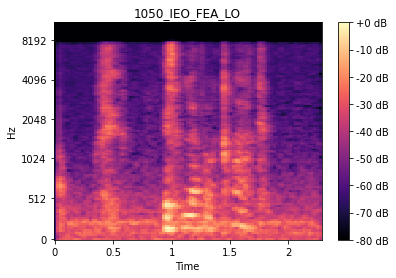 1050_IEO_FEA_LO
8192
4096
2048
1024
512
0
Hz
0
0.5
1
1.5
2
Time
+0 dB
-10 dB
-20 dB
-30 dB
-40 dB
-50 dB
-60 dB
-70 dB
-80 dB